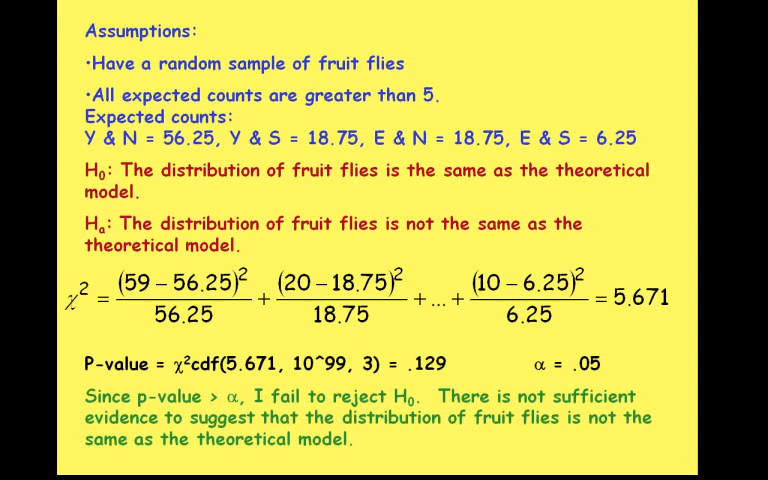 Assumptions:
•Have a random sample of fruit flies
•All expected counts are greater than 5.
Expected counts:
Y & N = 56.25, Y & S = 18.75, E & N = 18.75, E & S = 6.25
H₀: The distribution of fruit flies is the same as the theoretical
model.
Hₐ: The distribution of fruit flies is not the same as the
theoretical model.
χ² = (59 – 56.25)²/56.25 + (20 – 18.75)²/18.75 + ... + (10 – 6.25)²/6.25 = 5.671
P-value = χ²cdf(5.671, 10^99, 3) = .129 α = .05
Since p-value > α, I fail to reject H₀. There is not sufficient
evidence to suggest that the distribution of fruit flies is not the
same as the theoretical model.